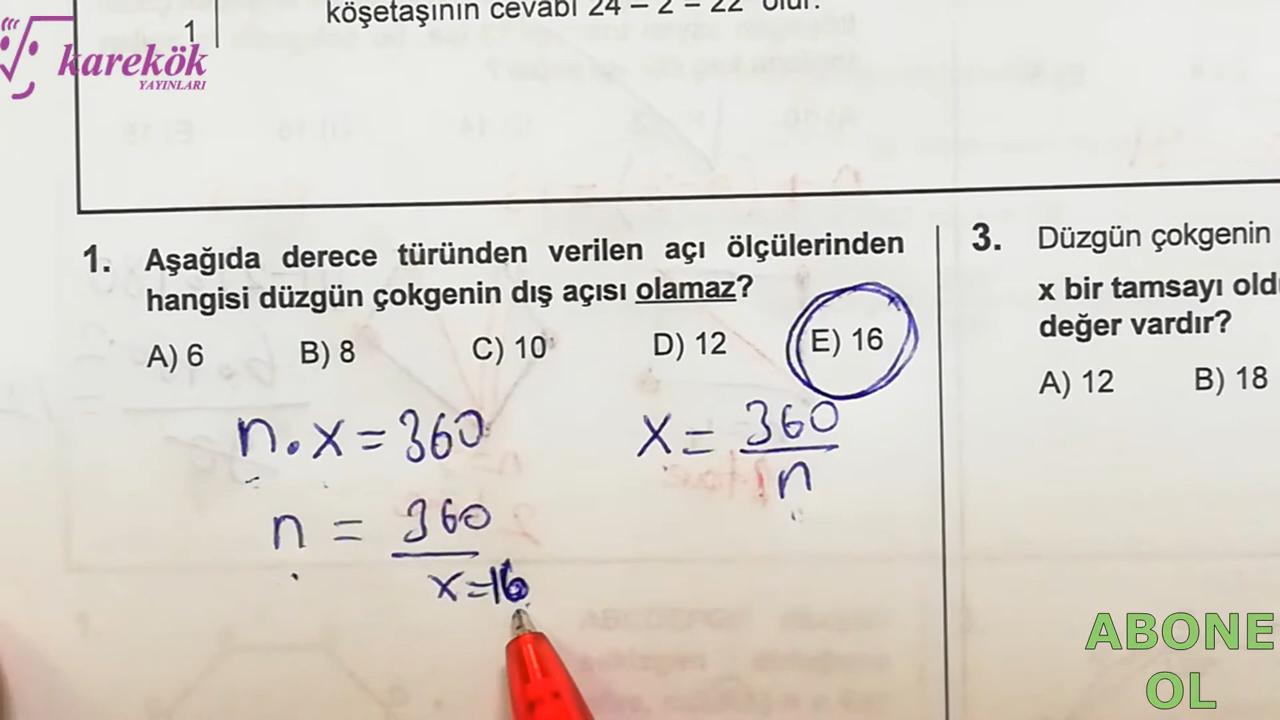 köşetaşının cevabı 24 – 2 = 22 olur.
1
karekök
YAYINLARI
1. Aşağıda derece türünden verilen açı ölçülerinden
hangisi düzgün çokgenin dış açısı olamaz?
A) 6 B) 8 C) 10 D) 12 E) 16
n . x = 360
n = 360
x=16
x = 360
n
3. Düzgün çokgenin
x bir tamsayı old
değer vardır?
A) 12 B) 18
ABONE
OL